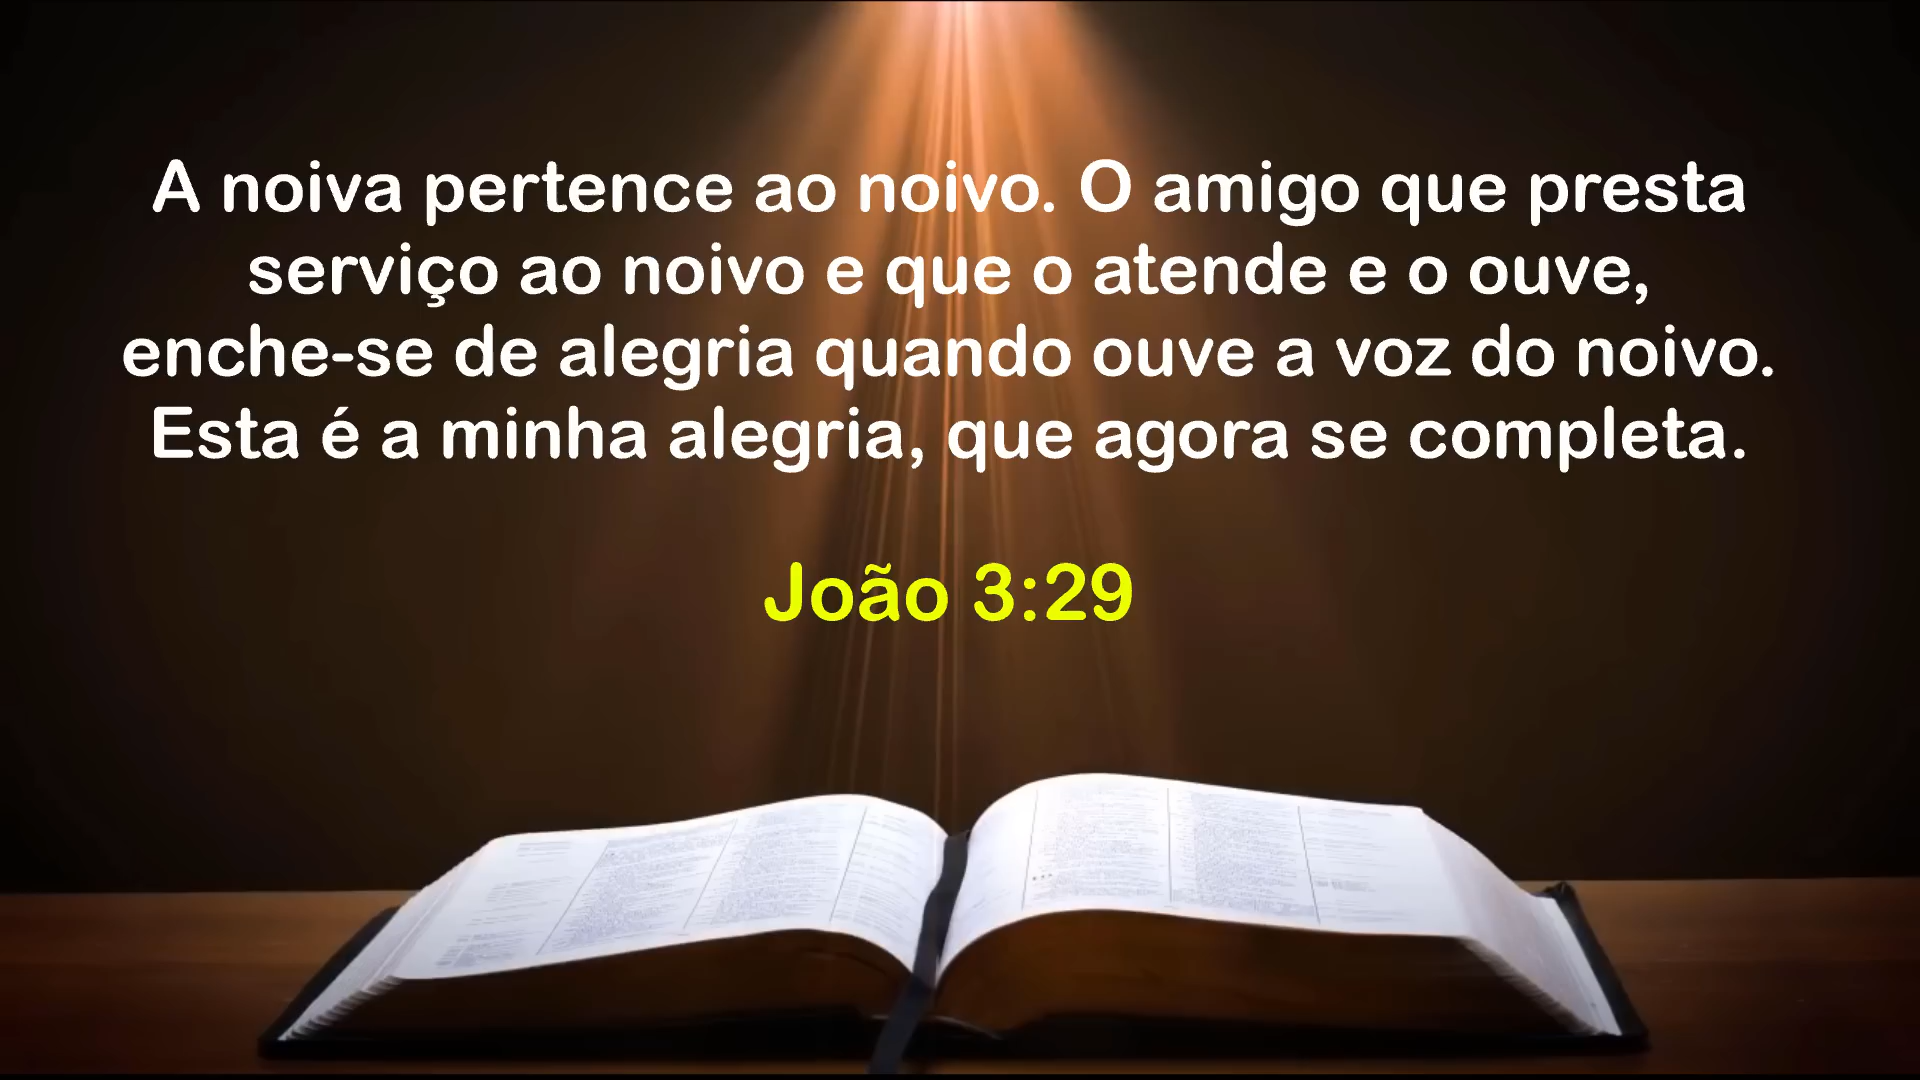 A noiva pertence ao noivo. O amigo que presta
serviço ao noivo e que o atende e o ouve,
enche-se de alegria quando ouve a voz do noivo.
Esta é a minha alegria, que agora se completa.
João 3:29